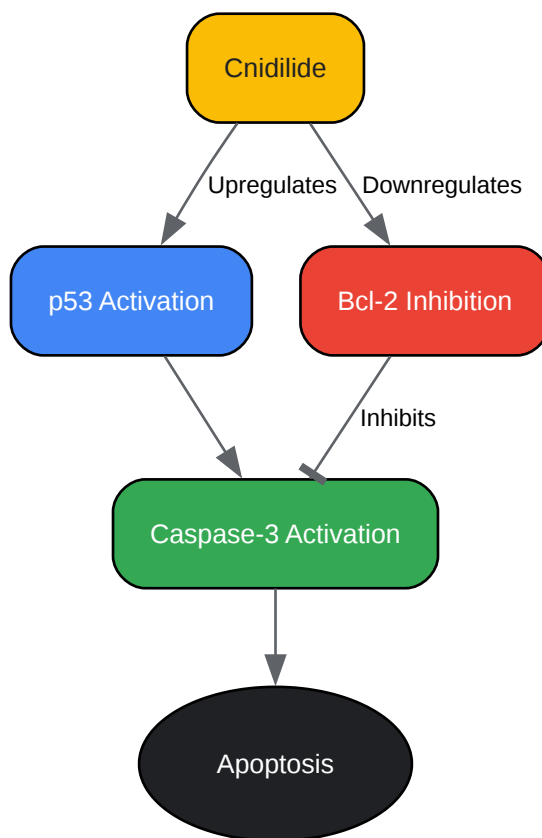 Cnidilide
Upregulates
Downregulates
p53 Activation
Bcl-2 Inhibition
Inhibits
Caspase-3 Activation
Apoptosis